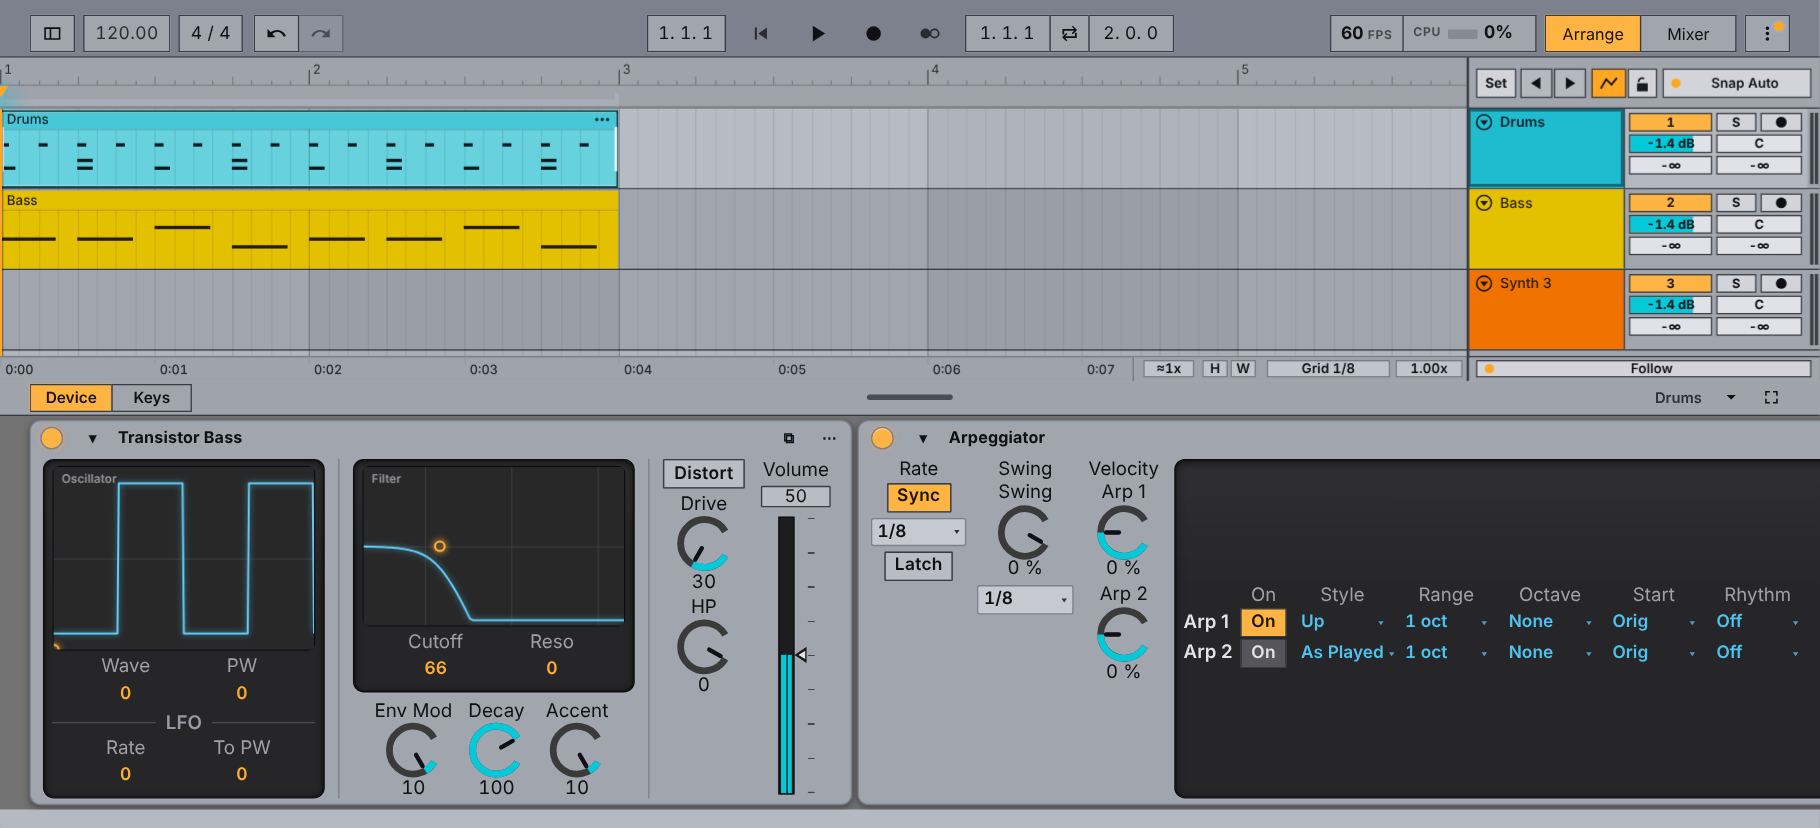 120.00 4 / 4 1. 1. 1 1. 1. 1 2. 0. 0 60 FPS CPU 0% Arrange Mixer
1 2 3 4 5 Set Snap Auto
Drums ••• Drums 1 S
-1.4 dB C
-∞ -∞
Bass Bass 2 S
-1.4 dB C
-∞ -∞
Synth 3 3 S
-1.4 dB C
-∞ -∞
0:00 0:01 0:02 0:03 0:04 0:05 0:06 0:07 ≈1x H W Grid 1/8 1.00x Follow
Device Keys Drums
Transistor Bass ... Arpeggiator
Oscillator
Wave PW
0 0
LFO
Rate To PW
0 0
Filter
Cutoff Reso
66 0
Env Mod Decay Accent
10 100 10
Distort
Drive
30
HP
0
Volume
50
Rate
Sync
1/8
Latch
Swing
Swing
0 %
1/8
Velocity
Arp 1
0 %
Arp 2
0 %
On Style Range Octave Start Rhythm
Arp 1 On Up 1 oct None Orig Off
Arp 2 On As Played 1 oct None Orig Off